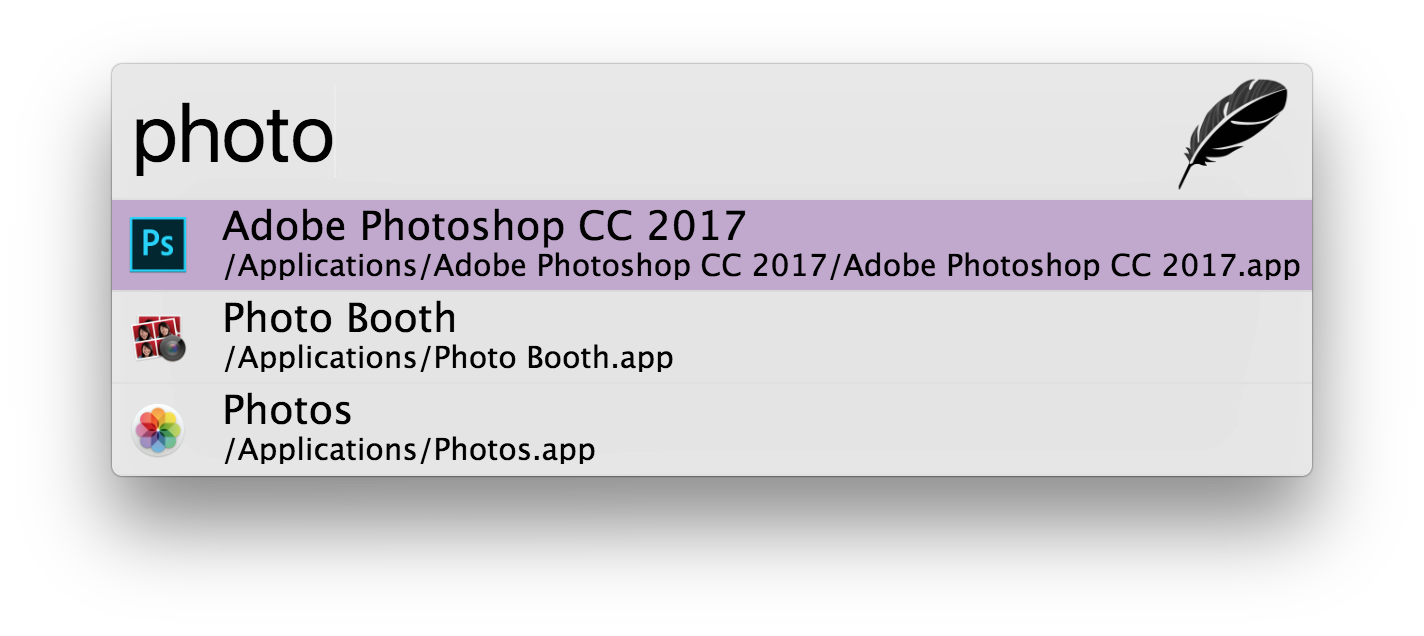 photo
Ps
Adobe Photoshop CC 2017
/Applications/Adobe Photoshop CC 2017/Adobe Photoshop CC 2017.app
Photo Booth
/Applications/Photo Booth.app
Photos
/Applications/Photos.app